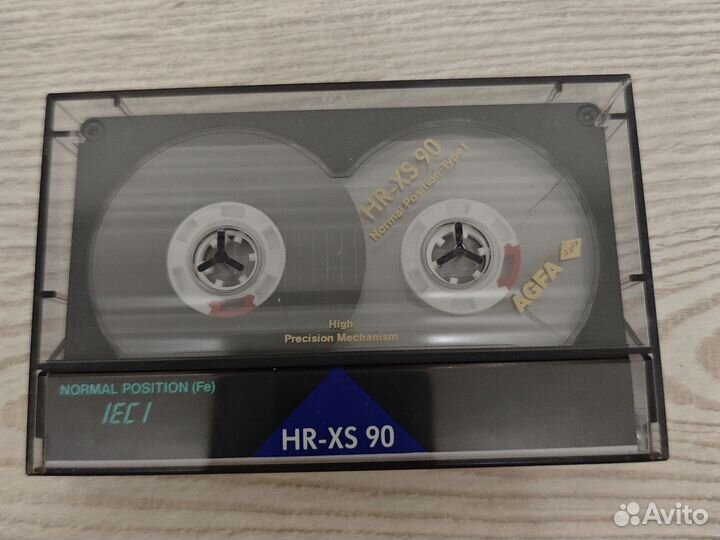 HR-XS 90
Normal Position-Type I
AGFA
High
Precision Mechanism
NORMAL POSITION (Fe)
IEC I
HR-XS 90
Avito